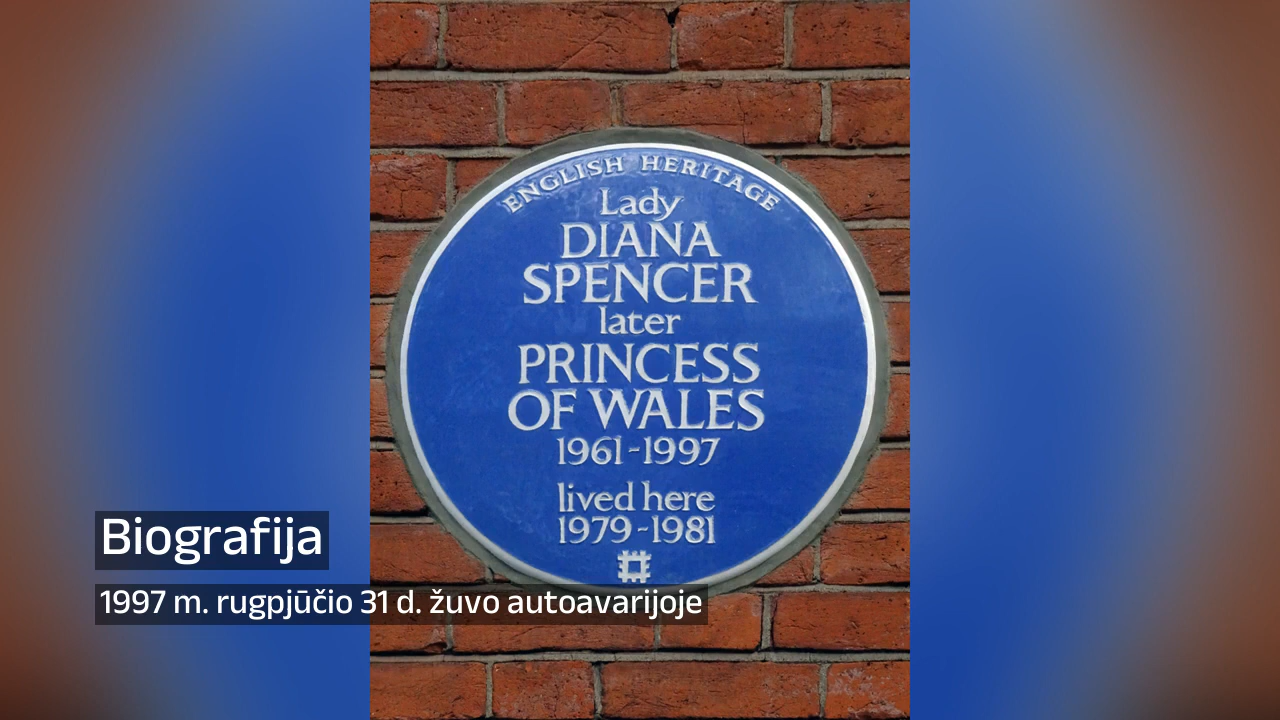 ENGLISH HERITAGE
Lady
DIANA
SPENCER
later
PRINCESS
OF WALES
1961-1997
lived here
1979-1981
Biografija
1997 m. rugpjūčio 31 d. žuvo autoavarijoje